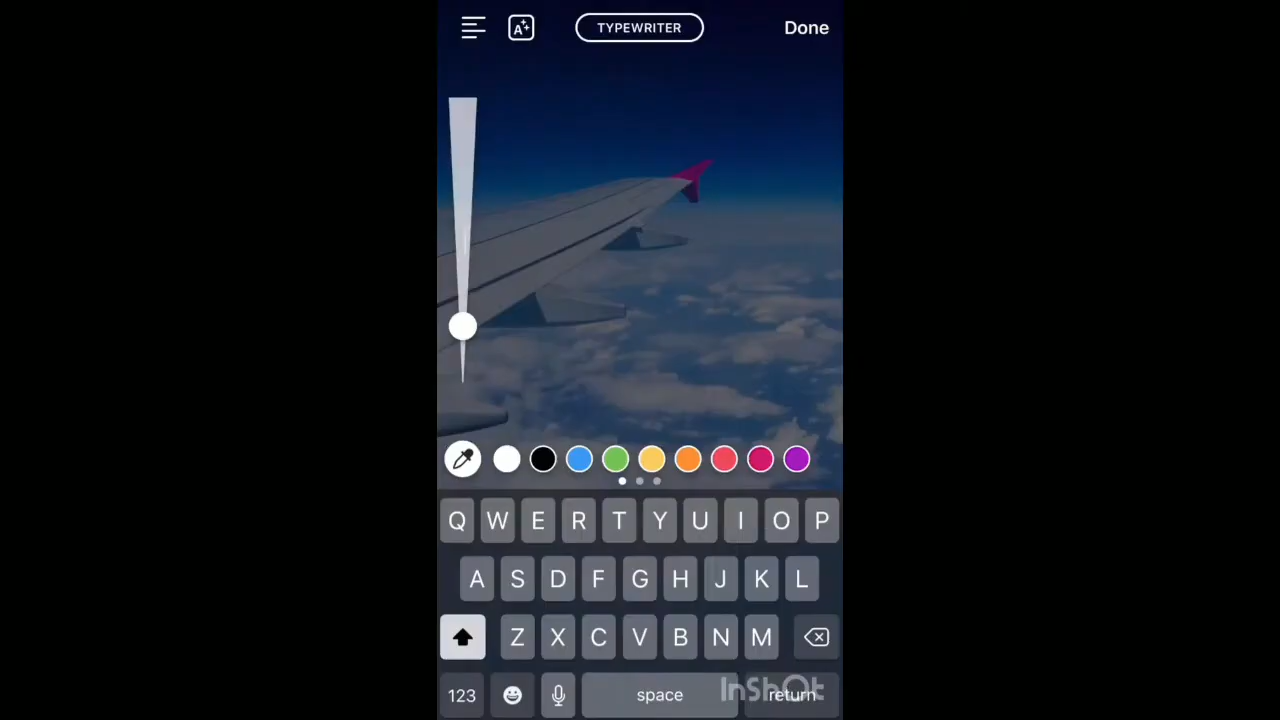 A+ TYPEWRITER Done
Q W E R T Y U I O P
A S D F G H J K L
Z X C V B N M
123 space return
InShOt